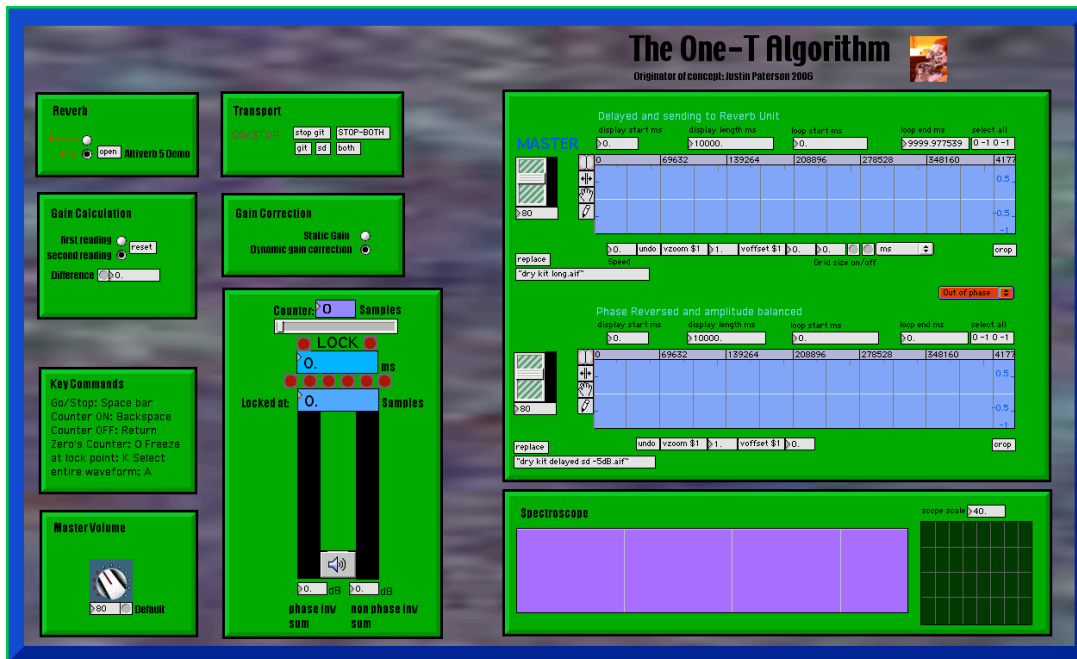 The One-T Algorithm
Originator of concept: Justin Paterson 2006
Reverb
open Altiverb 5 Demo
Transport
GO/STOP stop git STOP-BOTH
git sd both
Gain Calculation
first reading
second reading
reset
Difference 0.
Gain Correction
Static Gain
Dynamic gain correction
Counter: 0 Samples
LOCK
0. ms
Locked at: 0. Samples
0. dB 0. dB
phase inv sum
non phase inv sum
Key Commands
Go/Stop: Space bar
Counter ON: Backspace
Counter OFF: Return
Zero's Counter: 0 Freeze
at lock point: K Select
entire waveform: A
Master Volume
80 Default
Delayed and sending to Reverb Unit
display start ms display length ms loop start ms loop end ms select all
MASTER 0. 10000. 0. 9999.977539 0 -1 0 -1
0 69632 139264 208896 278528 348160 4177
0.5
-0.5
-1
80
0. undo vzoom $1 1. voffset $1 0. 0. ms crop
replace Speed Grid size on/off
"dry kit long.aif"
Out of phase
Phase Reversed and amplitude balanced
display start ms display length ms loop start ms loop end ms select all
0. 10000. 0. 0. 0 -1 0 -1
0 69632 139264 208896 278528 348160 4177
0.5
-0.5
-1
80
replace undo vzoom $1 1. voffset $1 0. crop
"dry kit delayed sd -5dB.aif"
Spectroscope
scope scale 40.